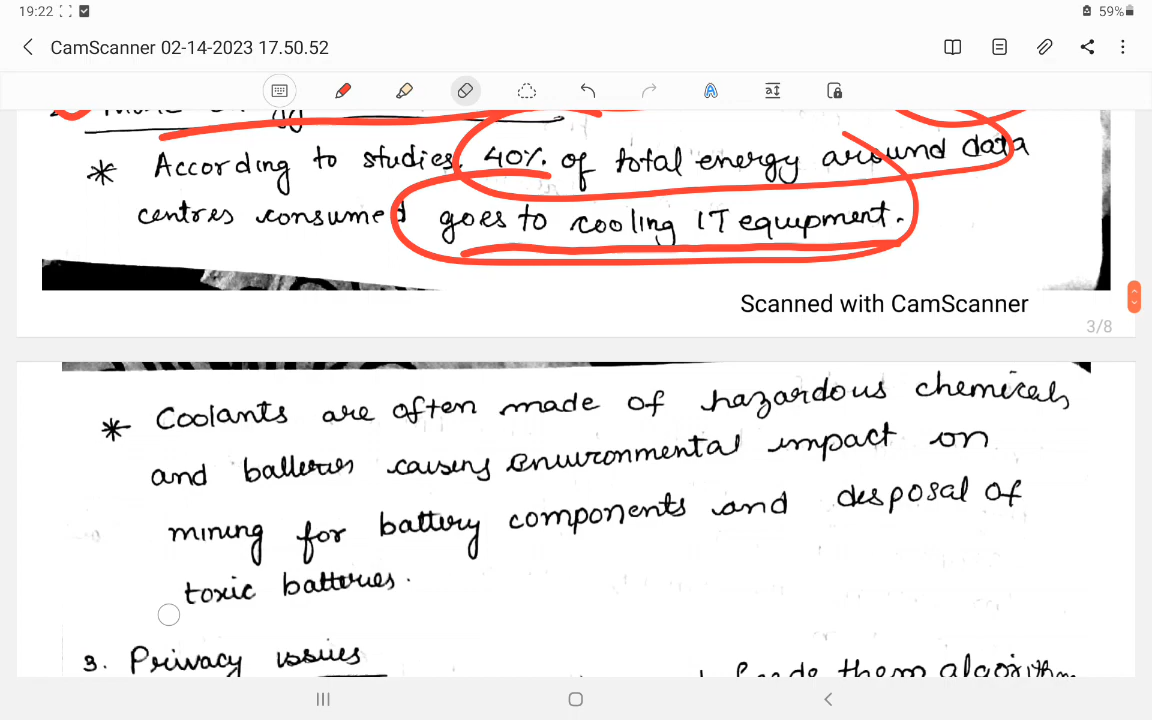 19:22
59%
CamScanner 02-14-2023 17.50.52
* According to studies, 40%. of total energy around data
centres consumed goes to cooling IT equipment.
Scanned with CamScanner
3/8
* Coolants are often made of hazardous chemicals
and batteries causing environmental impact on
mining for battery components and disposal of
toxic batteries.
3. Privacy issues
them algorithm